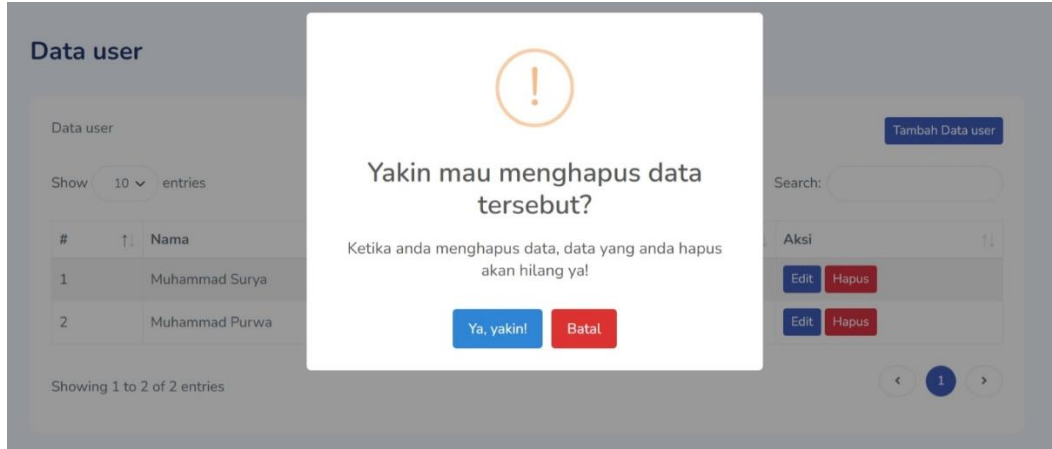 Data user
Data user
Tambah Data user
Show 10 entries
Search:
# Nama Aksi
1 Muhammad Surya Edit Hapus
2 Muhammad Purwa Edit Hapus
Showing 1 to 2 of 2 entries
1
!
Yakin mau menghapus data
tersebut?
Ketika anda menghapus data, data yang anda hapus
akan hilang ya!
Ya, yakin! Batal